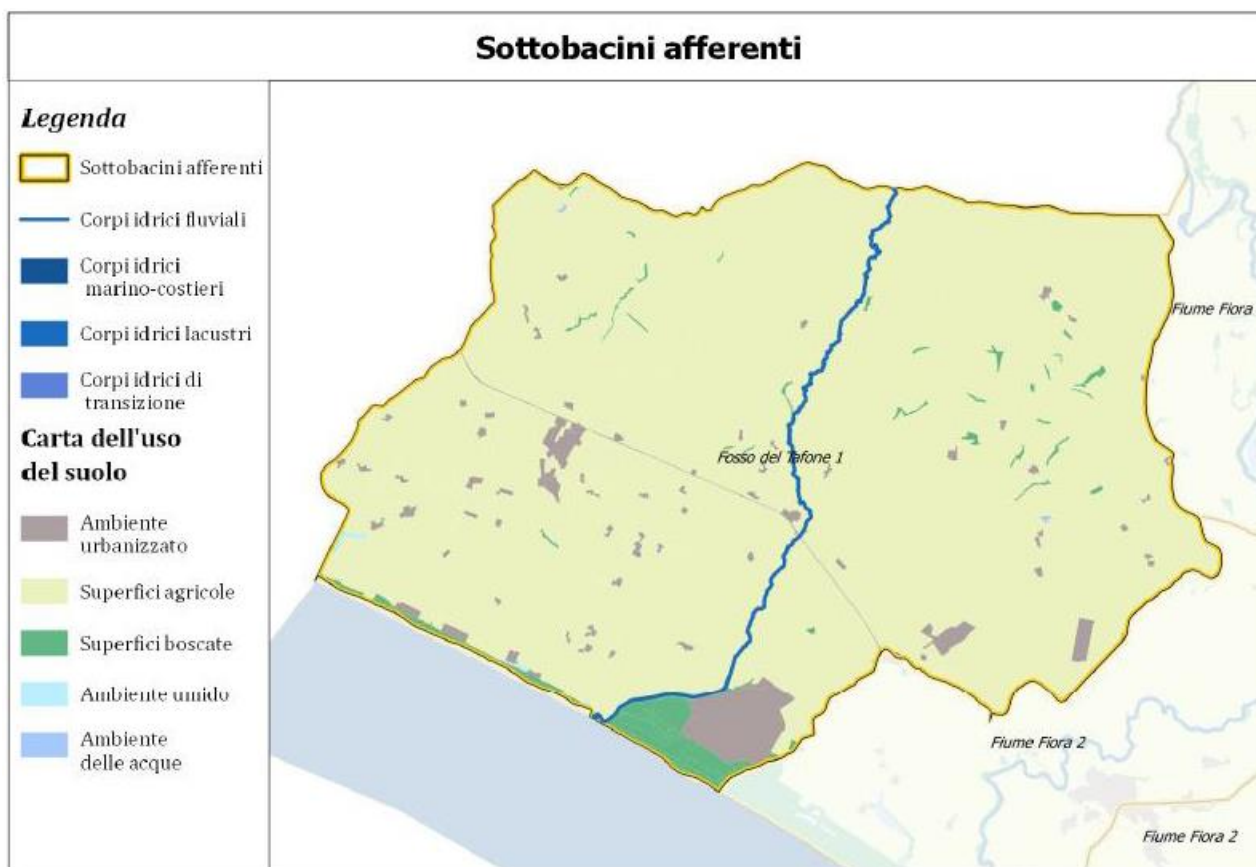 Sottobacini afferenti
Legenda
Sottobacini afferenti
Corpi idrici fluviali
Corpi idrici
marino-costieri
Corpi idrici lacustri
Corpi idrici di
transizione
Carta dell'uso
del suolo
Ambiente
urbanizzato
Superfici agricole
Superfici boscate
Ambiente umido
Ambiente
delle acque
Fiume Fiora
Fosso del Tafone 1
Fiume Fiora 2
Fiume Fiora 2